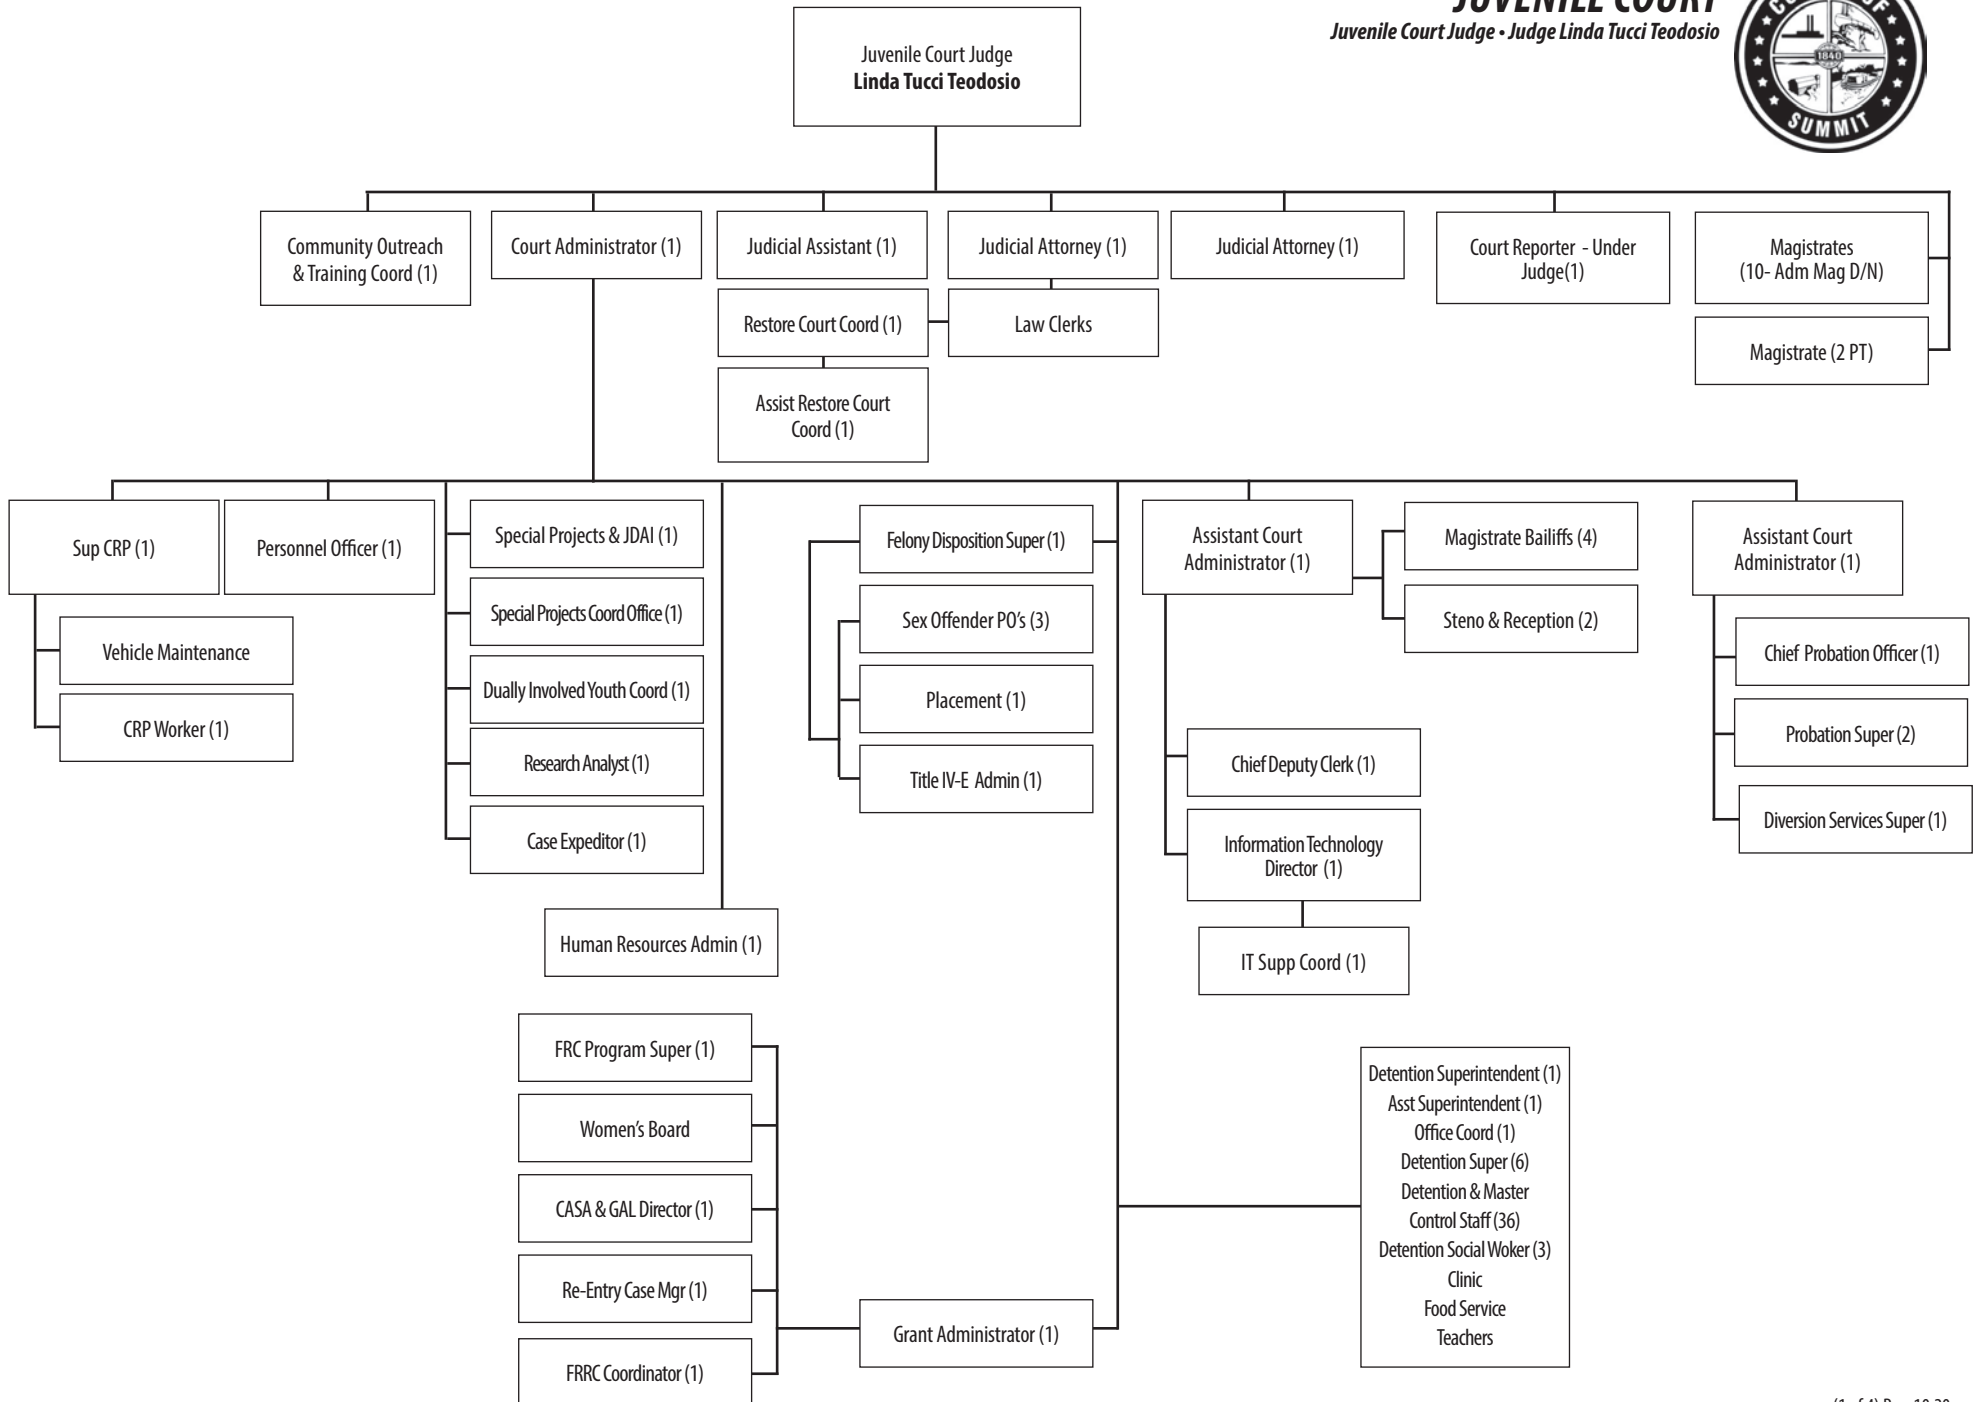 JUVENILE COURT
Juvenile Court Judge • Judge Linda Tucci Teodosio
COUNTY OF
1840
SUMMIT
Juvenile Court Judge
Linda Tucci Teodosio
Community Outreach
& Training Coord (1)
Court Administrator (1)
Judicial Assistant (1)
Judicial Attorney (1)
Judicial Attorney (1)
Court Reporter - Under
Judge(1)
Magistrates
(10- Adm Mag D/N)
Restore Court Coord (1)
Law Clerks
Magistrate (2 PT)
Assist Restore Court
Coord (1)
Sup CRP (1)
Personnel Officer (1)
Special Projects & JDAI (1)
Felony Disposition Super (1)
Assistant Court
Administrator (1)
Magistrate Bailiffs (4)
Assistant Court
Administrator (1)
Special Projects Coord Office (1)
Sex Offender PO's (3)
Steno & Reception (2)
Vehicle Maintenance
Chief Probation Officer (1)
Dually Involved Youth Coord (1)
Placement (1)
CRP Worker (1)
Probation Super (2)
Research Analyst (1)
Title IV-E Admin (1)
Chief Deputy Clerk (1)
Diversion Services Super (1)
Case Expeditor (1)
Information Technology
Director (1)
Human Resources Admin (1)
IT Supp Coord (1)
FRC Program Super (1)
Women's Board
CASA & GAL Director (1)
Re-Entry Case Mgr (1)
FRRC Coordinator (1)
Grant Administrator (1)
Detention Superintendent (1)
Asst Superintendent (1)
Office Coord (1)
Detention Super (6)
Detention & Master
Control Staff (36)
Detention Social Woker (3)
Clinic
Food Service
Teachers